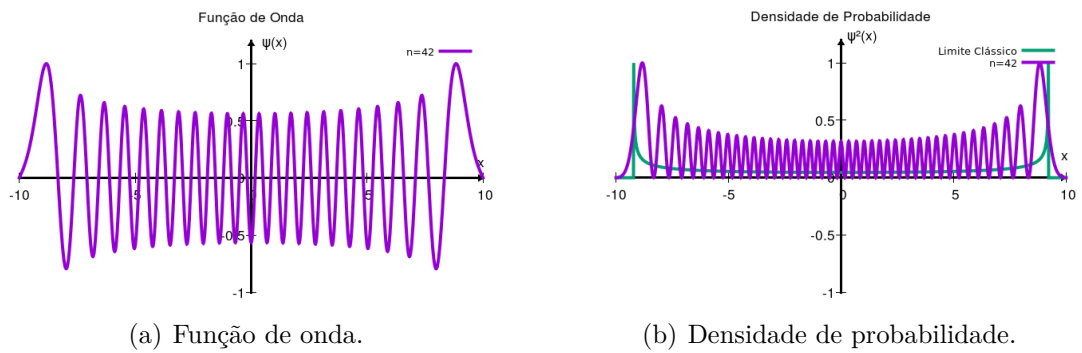 Função de Onda
ψ(x)
n=42
1
0.5
0
-0.5
-1
-10
-5
5
10
x
(a) Função de onda.
Densidade de Probabilidade
ψ²(x)
Limite Clássico
n=42
1
0.5
0
-0.5
-1
-10
-5
0
5
10
x
(b) Densidade de probabilidade.